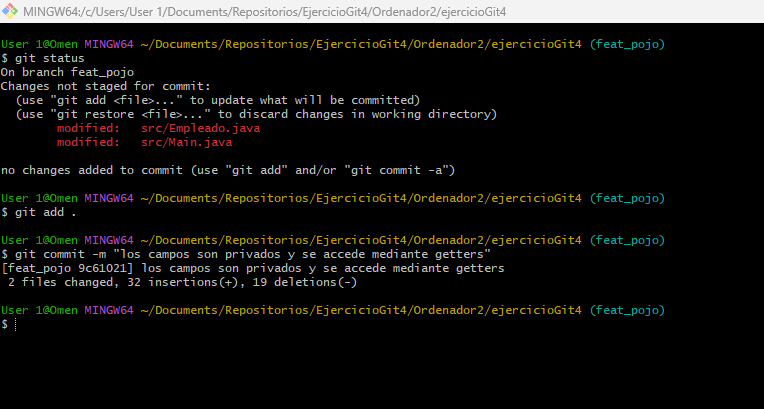 MINGW64:/c/Users/User 1/Documents/Repositorios/EjercicioGit4/Ordenador2/ejercicioGit4
User 1@Omen MINGW64 ~/Documents/Repositorios/EjercicioGit4/Ordenador2/ejercicioGit4 (feat_pojo)
$ git status
On branch feat_pojo
Changes not staged for commit:
  (use "git add <file>..." to update what will be committed)
  (use "git restore <file>..." to discard changes in working directory)
        modified:   src/Empleado.java
        modified:   src/Main.java
no changes added to commit (use "git add" and/or "git commit -a")
User 1@Omen MINGW64 ~/Documents/Repositorios/EjercicioGit4/Ordenador2/ejercicioGit4 (feat_pojo)
$ git add .
User 1@Omen MINGW64 ~/Documents/Repositorios/EjercicioGit4/Ordenador2/ejercicioGit4 (feat_pojo)
$ git commit -m "los campos son privados y se accede mediante getters"
[feat_pojo 9c61021] los campos son privados y se accede mediante getters
 2 files changed, 32 insertions(+), 19 deletions(-)
User 1@Omen MINGW64 ~/Documents/Repositorios/EjercicioGit4/Ordenador2/ejercicioGit4 (feat_pojo)
$